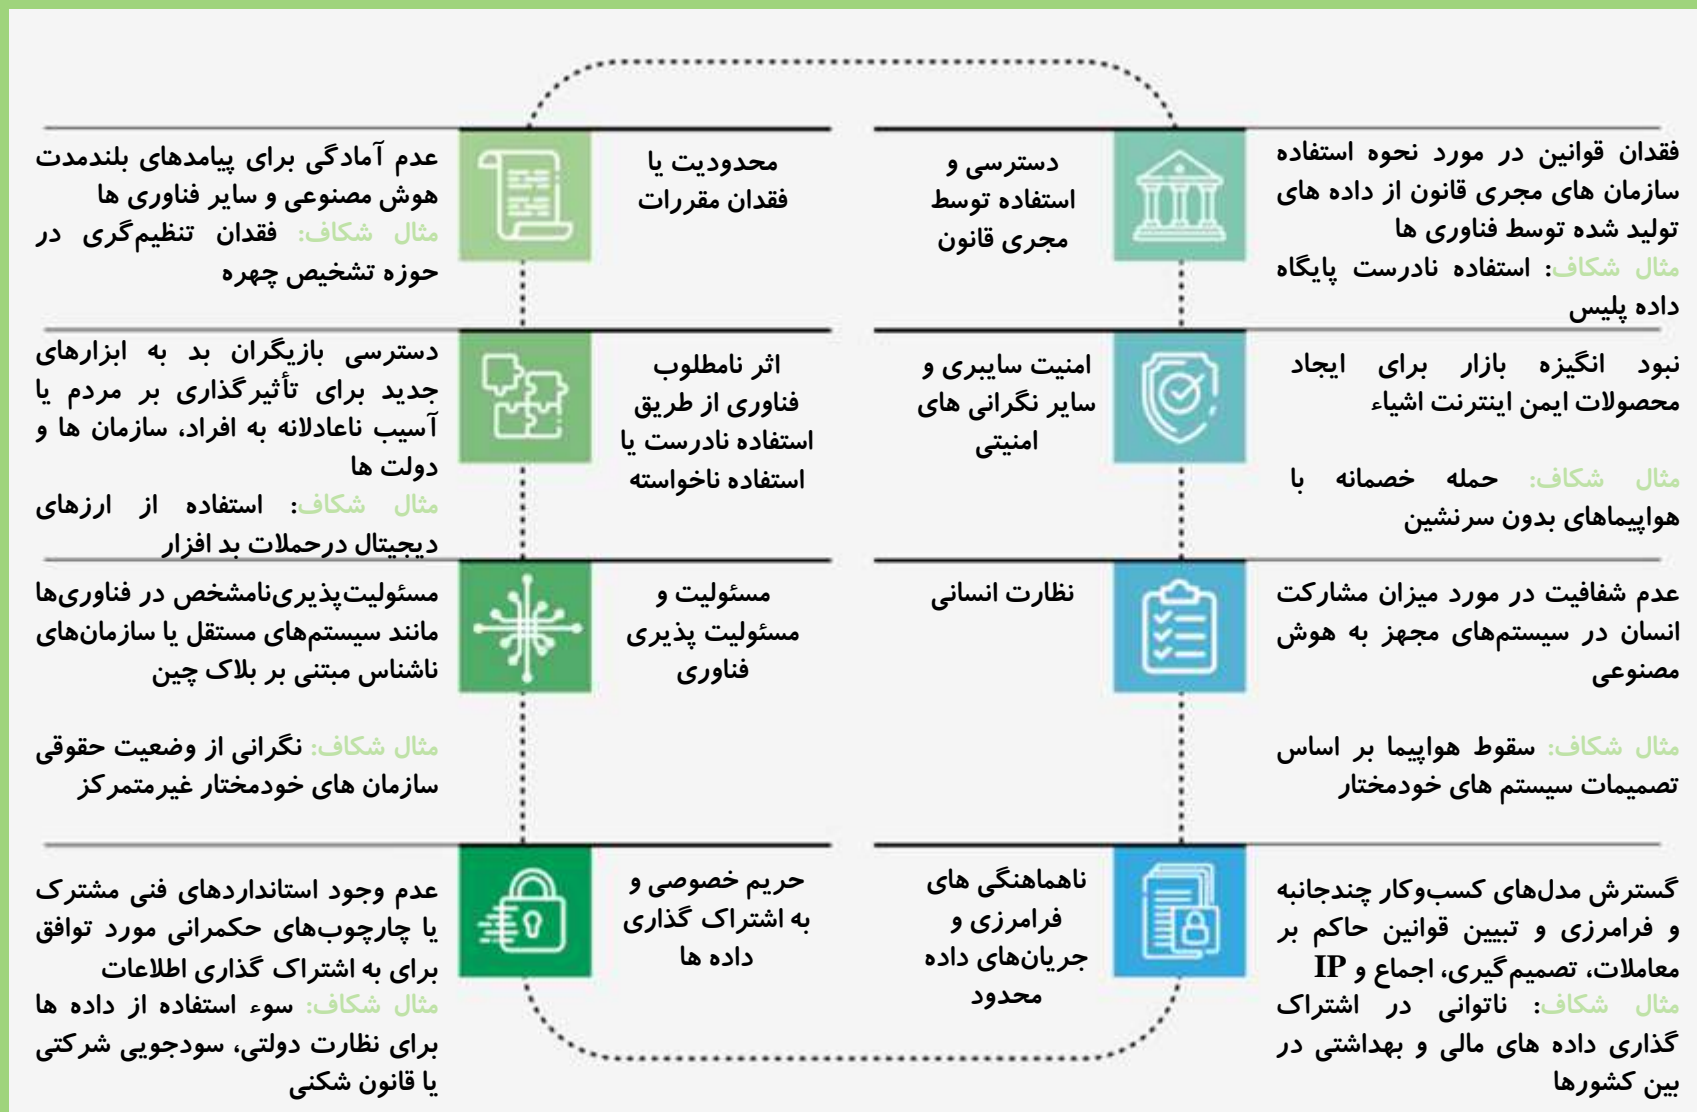 دسترسی و
استفاده توسط
مجری قانون
فقدان قوانین در مورد نحوه استفاده
سازمان های مجری قانون از داده های
تولید شده توسط فناوری ها
مثال شکاف: استفاده نادرست پایگاه
داده پلیس
محدودیت یا
فقدان مقررات
عدم آمادگی برای پیامدهای بلندمدت
هوش مصنوعی و سایر فناوری ها
مثال شکاف: فقدان تنظیم‌گری در
حوزه تشخیص چهره
امنیت سایبری و
سایر نگرانی های
امنیتی
نبود انگیزه بازار برای ایجاد
محصولات ایمن اینترنت اشیاء
مثال شکاف: حمله خصمانه با
هواپیماهای بدون سرنشین
اثر نامطلوب
فناوری از طریق
استفاده نادرست یا
استفاده ناخواسته
دسترسی بازیگران بد به ابزارهای
جدید برای تأثیرگذاری بر مردم یا
آسیب ناعادلانه به افراد، سازمان ها و
دولت ها
مثال شکاف: استفاده از ارزهای
دیجیتال درحملات بد افزار
نظارت انسانی
عدم شفافیت در مورد میزان مشارکت
انسان در سیستم‌های مجهز به هوش
مصنوعی
مثال شکاف: سقوط هواپیما بر اساس
تصمیمات سیستم های خودمختار
مسئولیت و
مسئولیت پذیری
فناوری
مسئولیت‌پذیری‌نامشخص در فناوری‌ها
مانند سیستم‌های مستقل یا سازمان‌های
ناشناس مبتنی بر بلاک چین
مثال شکاف: نگرانی از وضعیت حقوقی
سازمان های خودمختار غیرمتمرکز
ناهماهنگی های
فرامرزی و
جریان‌های داده
محدود
گسترش مدل‌های کسب‌وکار چندجانبه
و فرامرزی و تبیین قوانین حاکم بر
معاملات، تصمیم‌گیری، اجماع و IP
مثال شکاف: ناتوانی در اشتراک
گذاری داده های مالی و بهداشتی در
بین کشورها
حریم خصوصی و
به اشتراک گذاری
داده ها
عدم وجود استانداردهای فنی مشترک
یا چارچوب‌های حکمرانی مورد توافق
برای به اشتراک گذاری اطلاعات
مثال شکاف: سوء استفاده از داده ها
برای نظارت دولتی، سودجویی شرکتی
یا قانون شکنی